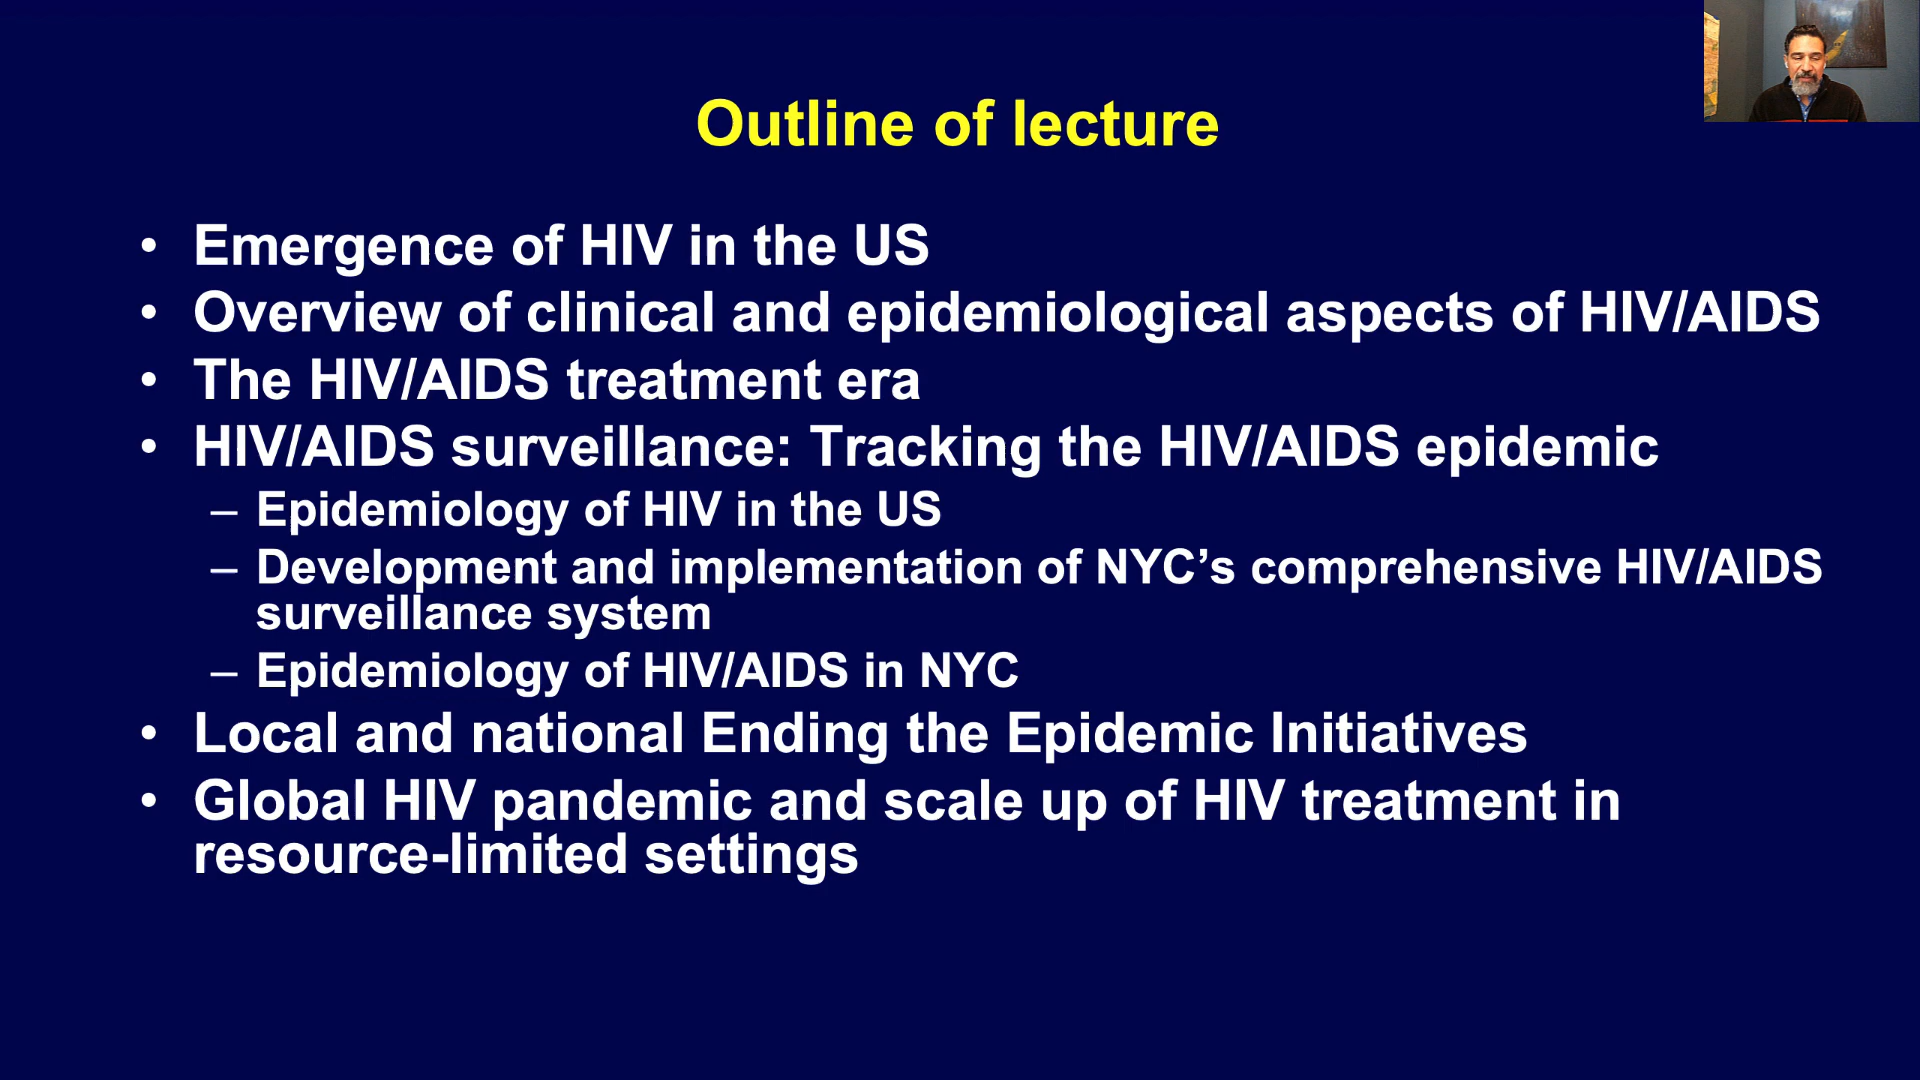 Outline of lecture
• Emergence of HIV in the US
• Overview of clinical and epidemiological aspects of HIV/AIDS
• The HIV/AIDS treatment era
• HIV/AIDS surveillance: Tracking the HIV/AIDS epidemic
– Epidemiology of HIV in the US
– Development and implementation of NYC’s comprehensive HIV/AIDS
surveillance system
– Epidemiology of HIV/AIDS in NYC
• Local and national Ending the Epidemic Initiatives
• Global HIV pandemic and scale up of HIV treatment in
resource-limited settings